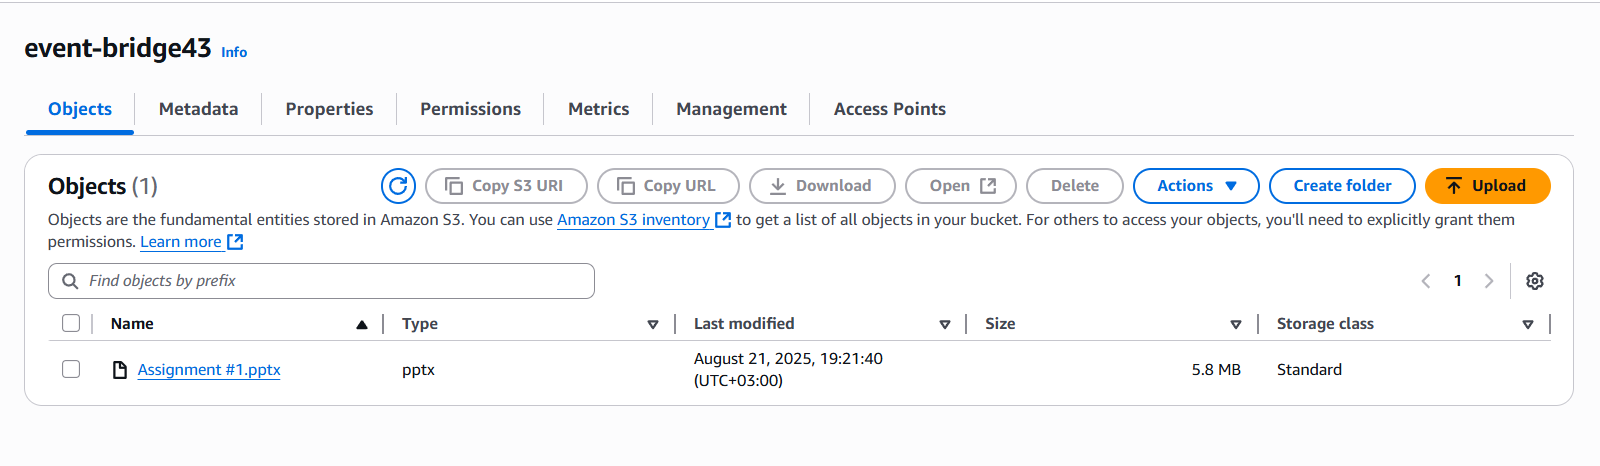 event-bridge43 Info
Objects Metadata Properties Permissions Metrics Management Access Points
Objects (1) Copy S3 URI Copy URL Download Open Delete Actions Create folder Upload
Objects are the fundamental entities stored in Amazon S3. You can use Amazon S3 inventory to get a list of all objects in your bucket. For others to access your objects, you'll need to explicitly grant them
permissions. Learn more
Find objects by prefix 1
Name Type Last modified Size Storage class
Assignment #1.pptx pptx August 21, 2025, 19:21:40 5.8 MB Standard
(UTC+03:00)